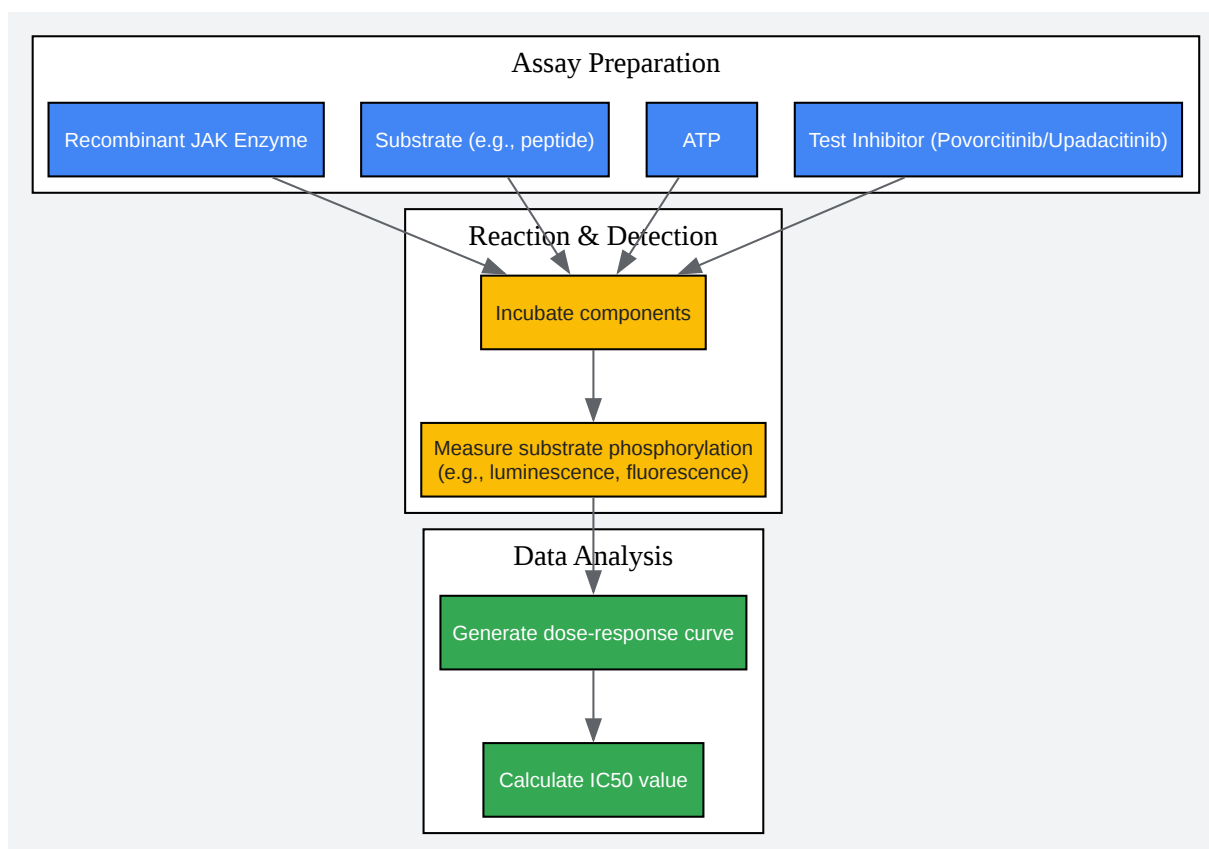 Assay Preparation
Recombinant JAK Enzyme
Substrate (e.g., peptide)
ATP
Test Inhibitor (Povorcitinib/Upadacitinib)
Reaction & Detection
Incubate components
Measure substrate phosphorylation
(e.g., luminescence, fluorescence)
Data Analysis
Generate dose-response curve
Calculate IC50 value